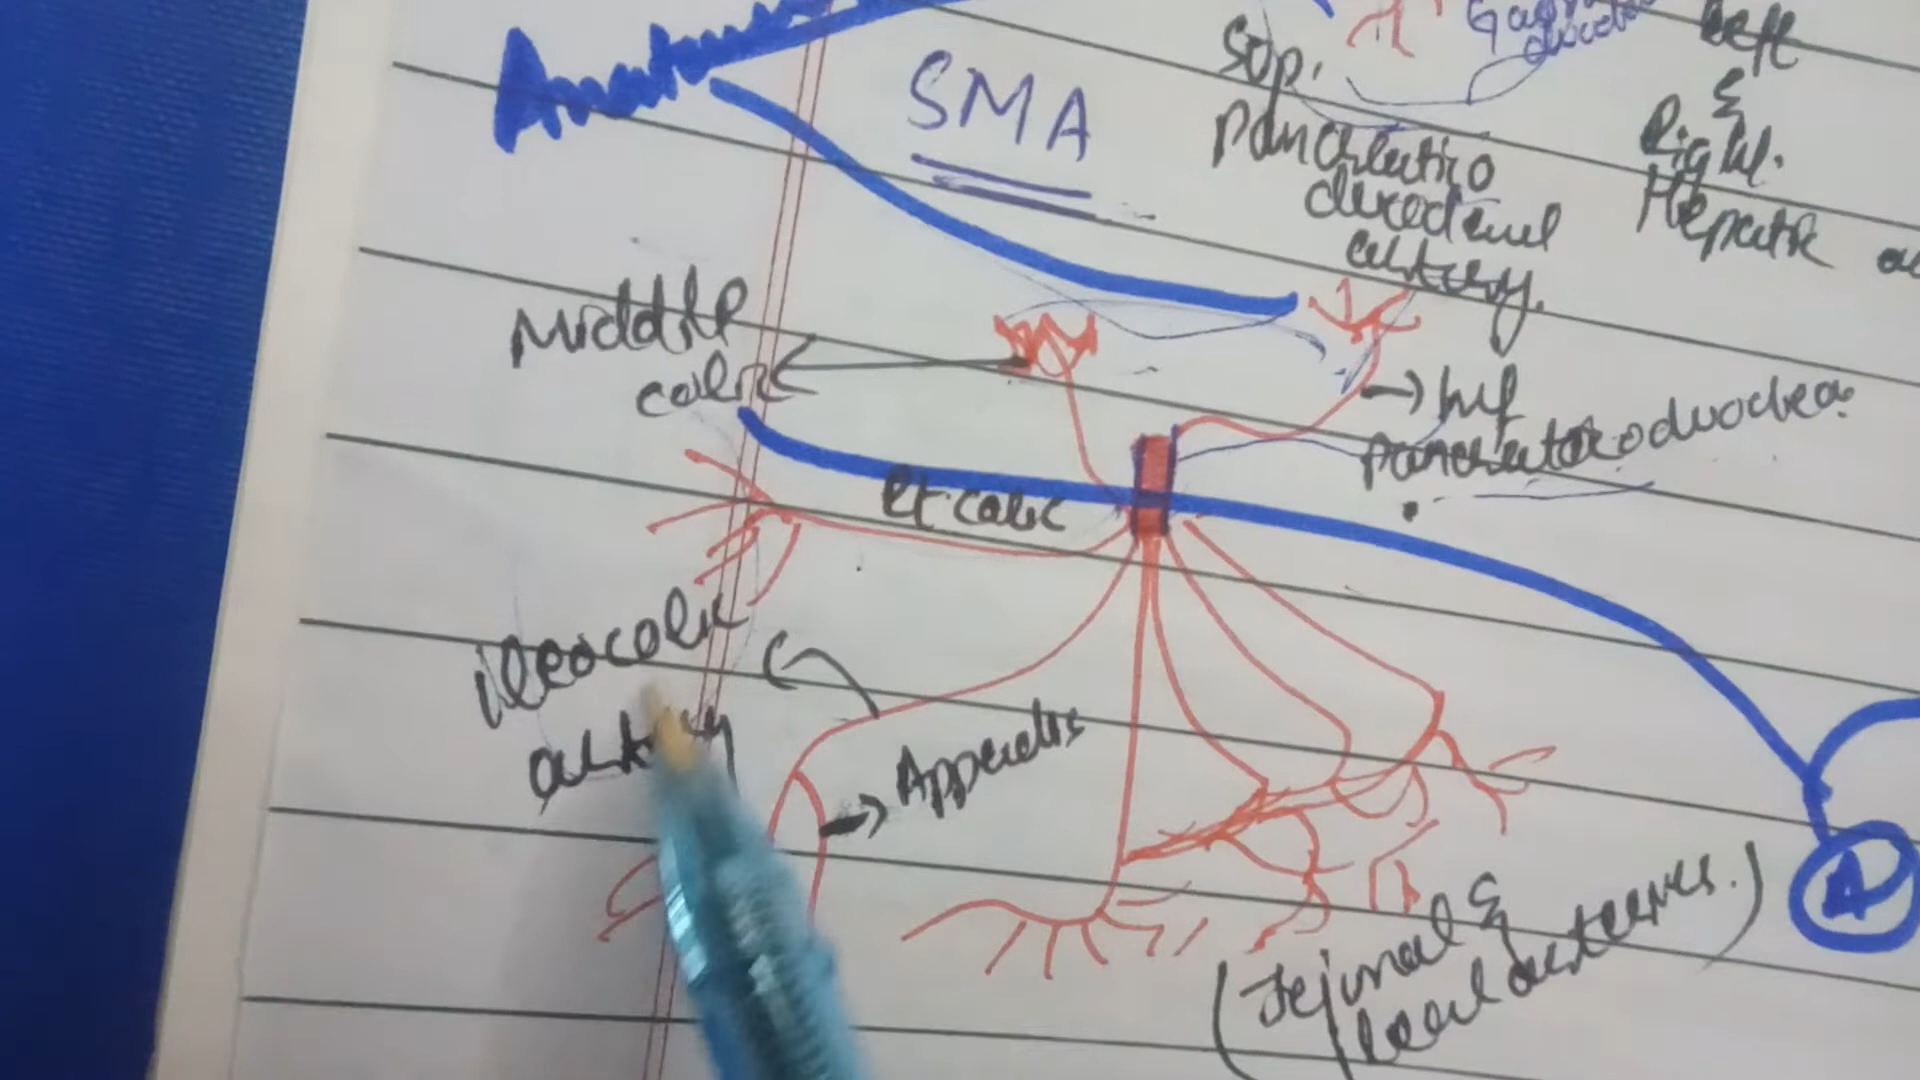 SMA
Sup.
pancreatico
duodenal
artery.
left
&
Right.
Hepatic
Middle
colic
→ Inf
Rt. colic
ileocolic
artery
→ Appendix
(Jejunal &
ileal arteries.)
A